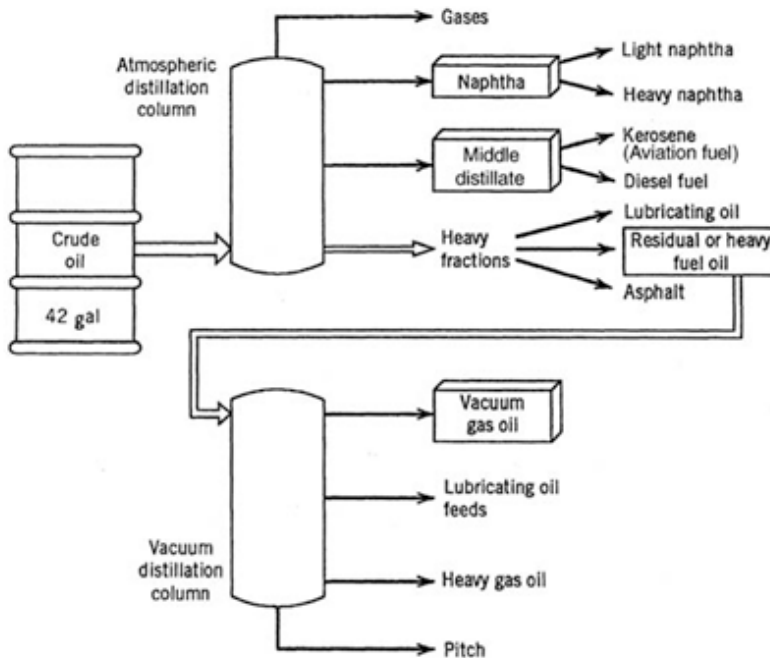 Gases
Atmospheric
distillation
column
Naphtha
Light naphtha
Heavy naphtha
Middle
distillate
Kerosene
(Aviation fuel)
Diesel fuel
Crude
oil
42 gal
Heavy
fractions
Lubricating oil
Residual or heavy
fuel oil
Asphalt
Vacuum
gas oil
Lubricating oil
feeds
Vacuum
distillation
column
Heavy gas oil
Pitch